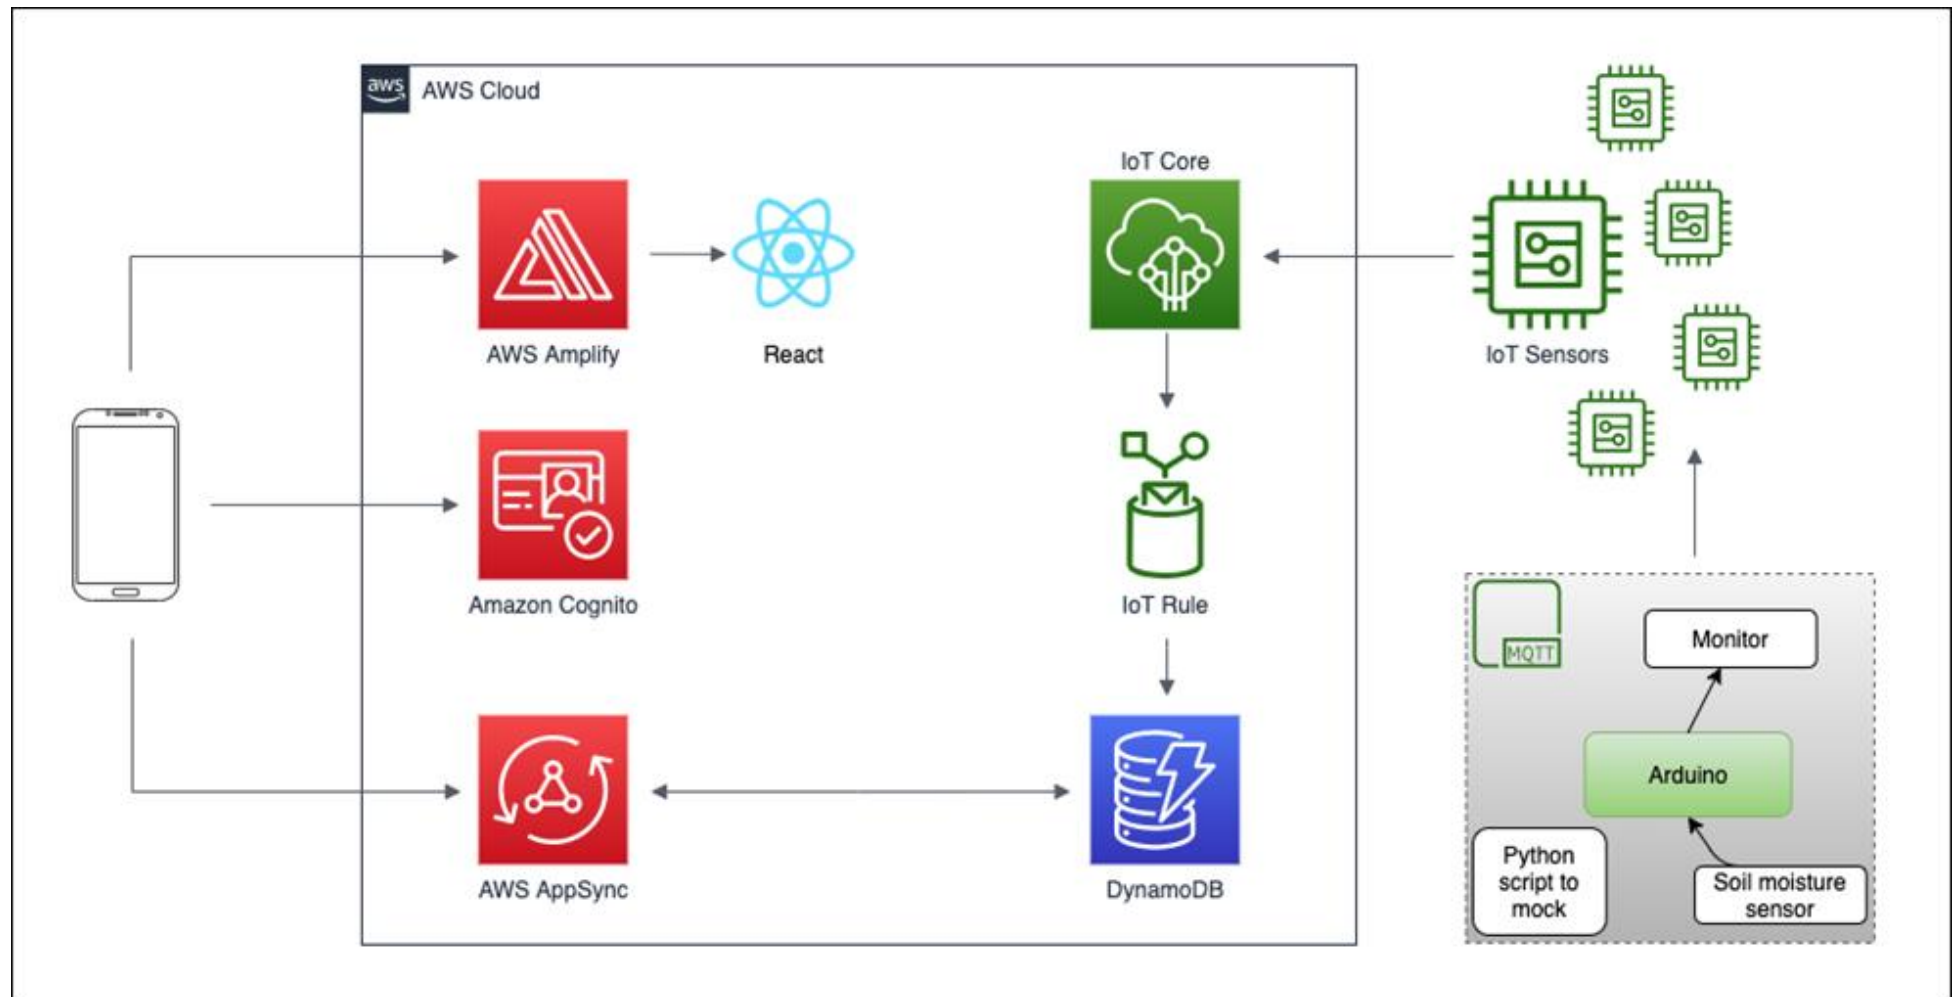 aws
AWS Cloud
IoT Core
AWS Amplify
React
IoT Sensors
Amazon Cognito
IoT Rule
MQTT
Monitor
Arduino
Python
script to
mock
Soil moisture
sensor
AWS AppSync
DynamoDB